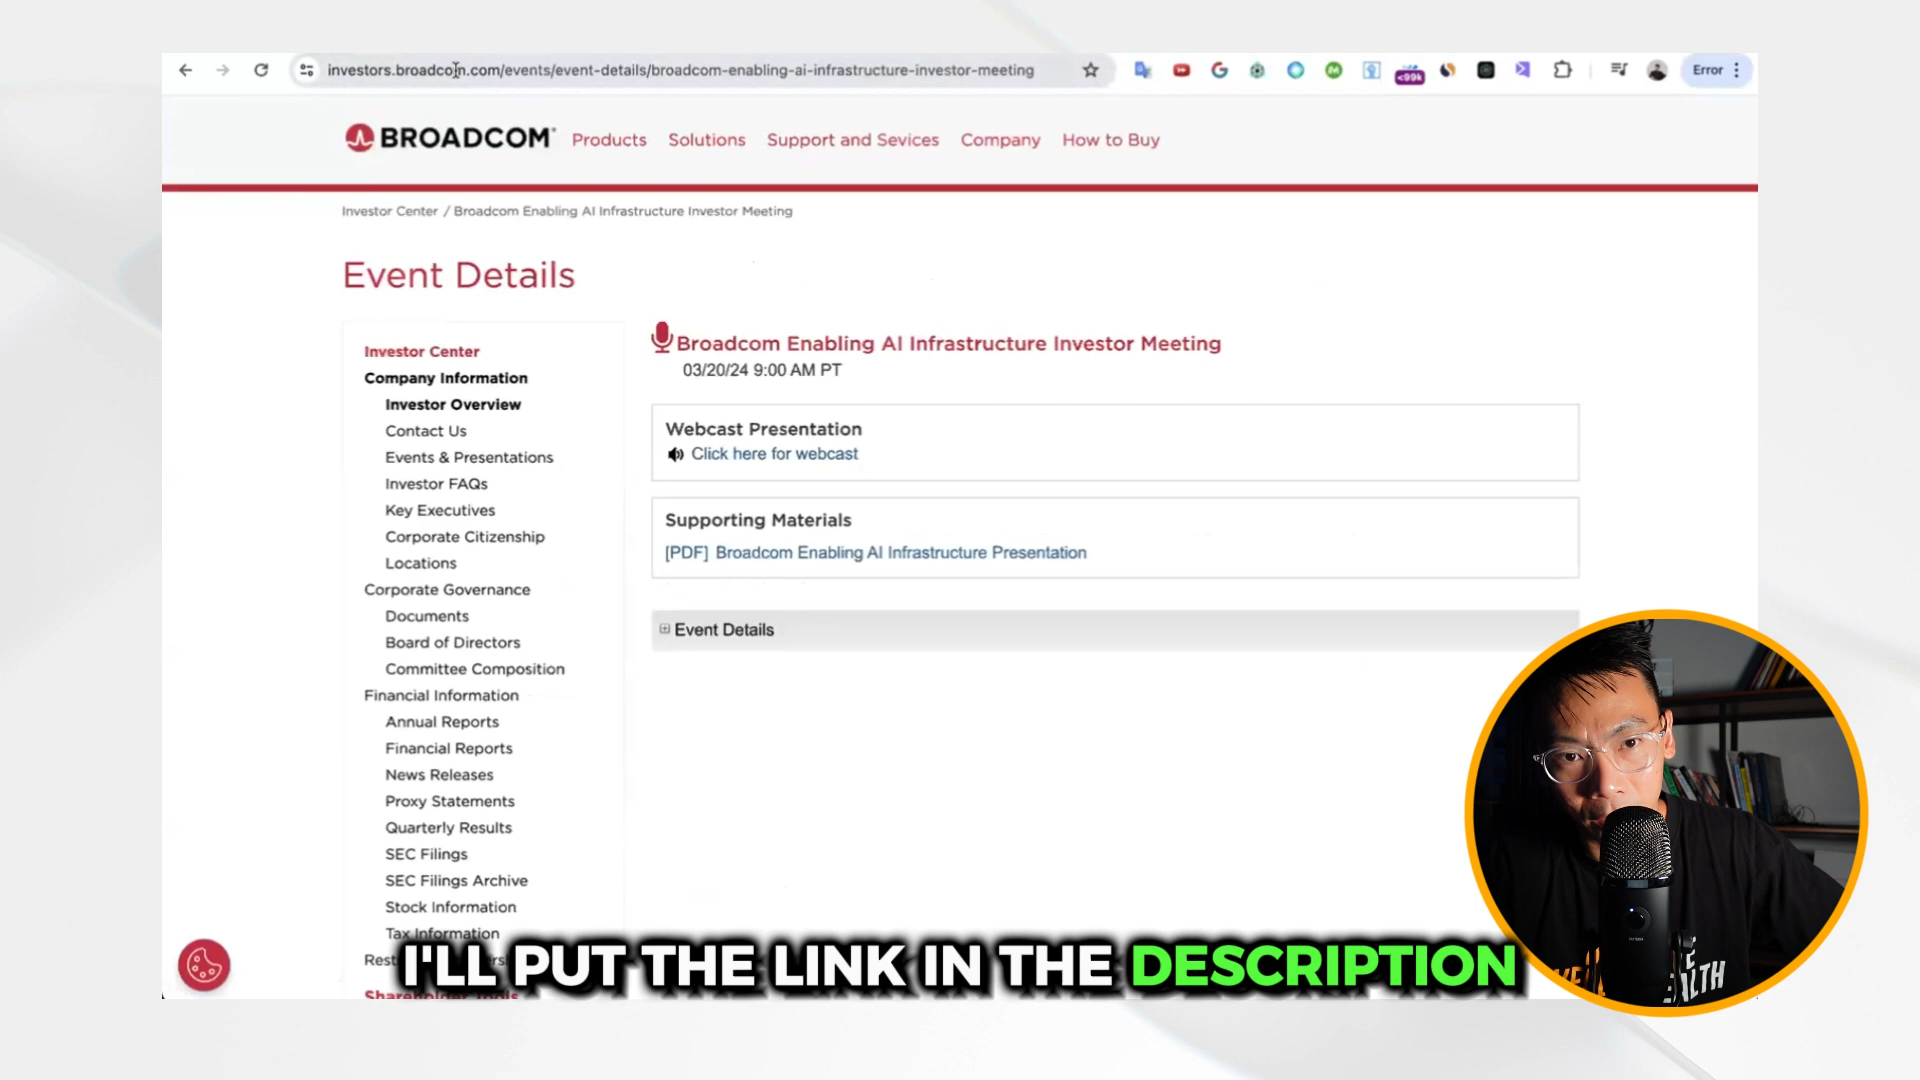 investors.broadcom.com/events/event-details/broadcom-enabling-ai-infrastructure-investor-meeting
<99k
Error
BROADCOM
Products Solutions Support and Sevices Company How to Buy
Investor Center / Broadcom Enabling AI Infrastructure Investor Meeting
Event Details
Investor Center
Company Information
Investor Overview
Contact Us
Events & Presentations
Investor FAQs
Key Executives
Corporate Citizenship
Locations
Corporate Governance
Documents
Board of Directors
Committee Composition
Financial Information
Annual Reports
Financial Reports
News Releases
Proxy Statements
Quarterly Results
SEC Filings
SEC Filings Archive
Stock Information
Tax Information
Shareholder Tools
Broadcom Enabling AI Infrastructure Investor Meeting
03/20/24 9:00 AM PT
Webcast Presentation
Click here for webcast
Supporting Materials
[PDF] Broadcom Enabling AI Infrastructure Presentation
Event Details
I'LL PUT THE LINK IN THE DESCRIPTION